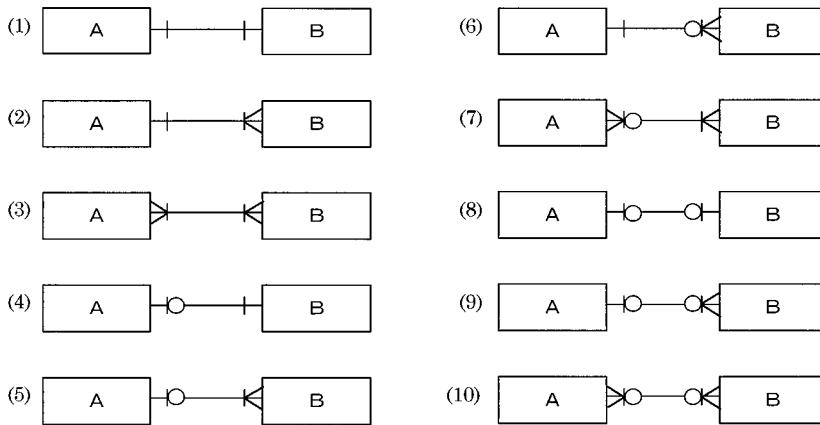 (1) A B
(2) A B
(3) A B
(4) A B
(5) A B
(6) A B
(7) A B
(8) A B
(9) A B
(10) A B